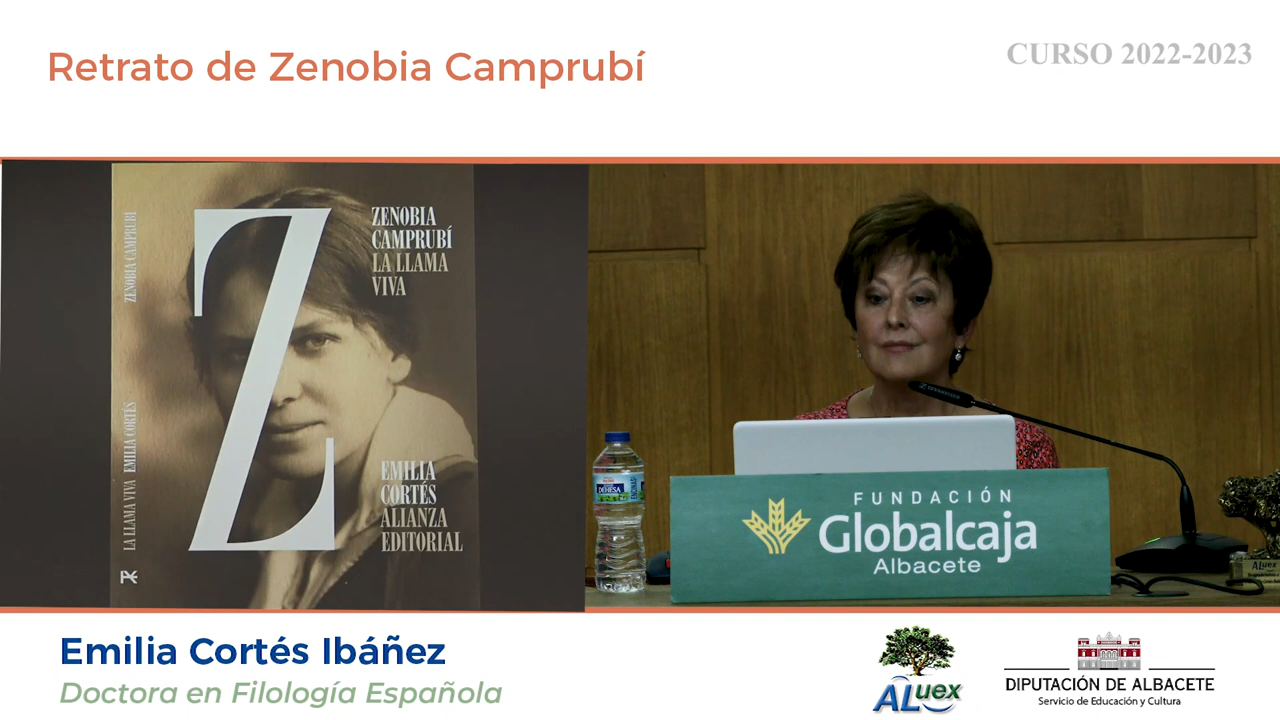 Retrato de Zenobia Camprubí
CURSO 2022-2023
ZENOBIA CAMPRUBÍ
LA LLAMA VIVA EMILIA CORTÉS
ZENOBIA
CAMPRUBÍ
LA LLAMA
VIVA
EMILIA
CORTÉS
ALIANZA
EDITORIAL
DEHESA
FUNDACIÓN
Globalcaja
Albacete
ALuex
Emilia Cortés Ibáñez
Doctora en Filología Española
ALuex
DIPUTACIÓN DE ALBACETE
Servicio de Educación y Cultura